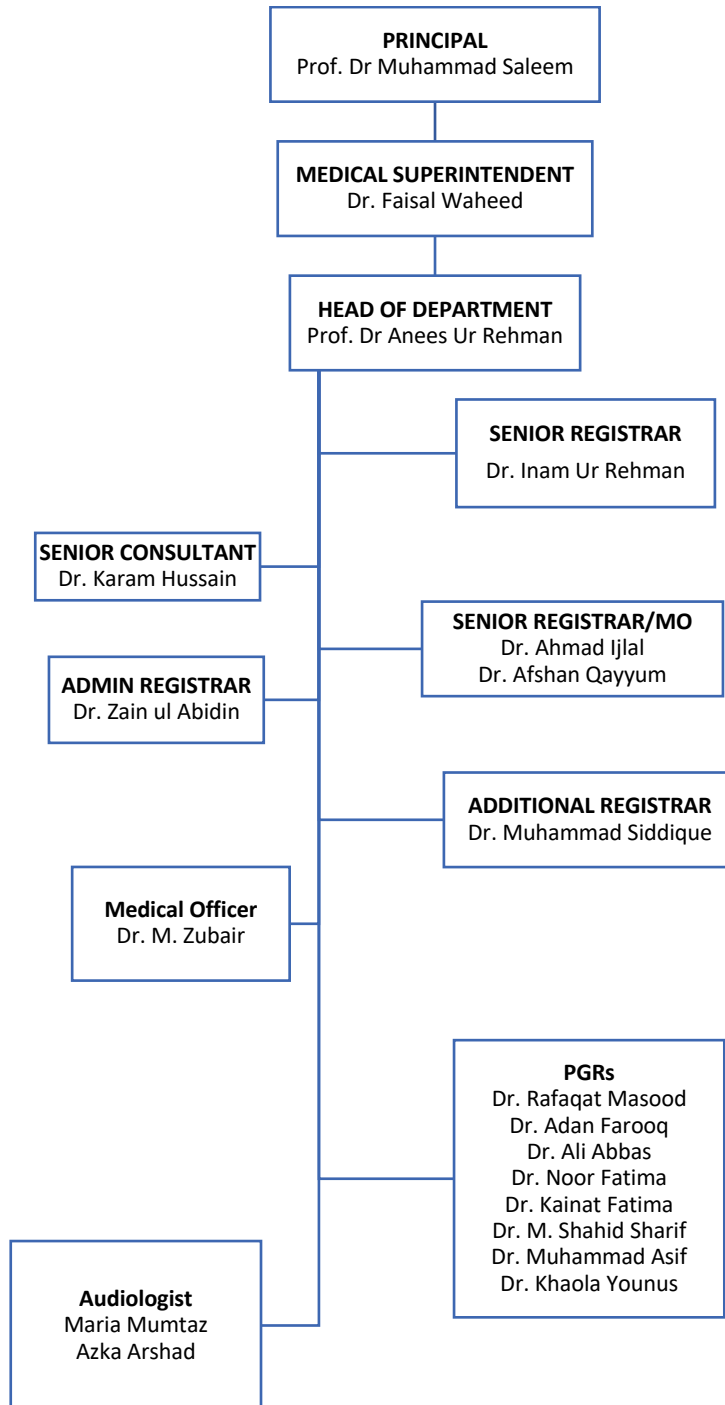 PRINCIPAL
Prof. Dr Muhammad Saleem
MEDICAL SUPERINTENDENT
Dr. Faisal Waheed
HEAD OF DEPARTMENT
Prof. Dr Anees Ur Rehman
SENIOR REGISTRAR
Dr. Inam Ur Rehman
SENIOR CONSULTANT
Dr. Karam Hussain
SENIOR REGISTRAR/MO
Dr. Ahmad Ijlal
Dr. Afshan Qayyum
ADMIN REGISTRAR
Dr. Zain ul Abidin
ADDITIONAL REGISTRAR
Dr. Muhammad Siddique
Medical Officer
Dr. M. Zubair
PGRs
Dr. Rafaqat Masood
Dr. Adan Farooq
Dr. Ali Abbas
Dr. Noor Fatima
Dr. Kainat Fatima
Dr. M. Shahid Sharif
Dr. Muhammad Asif
Dr. Khaola Younus
Audiologist
Maria Mumtaz
Azka Arshad